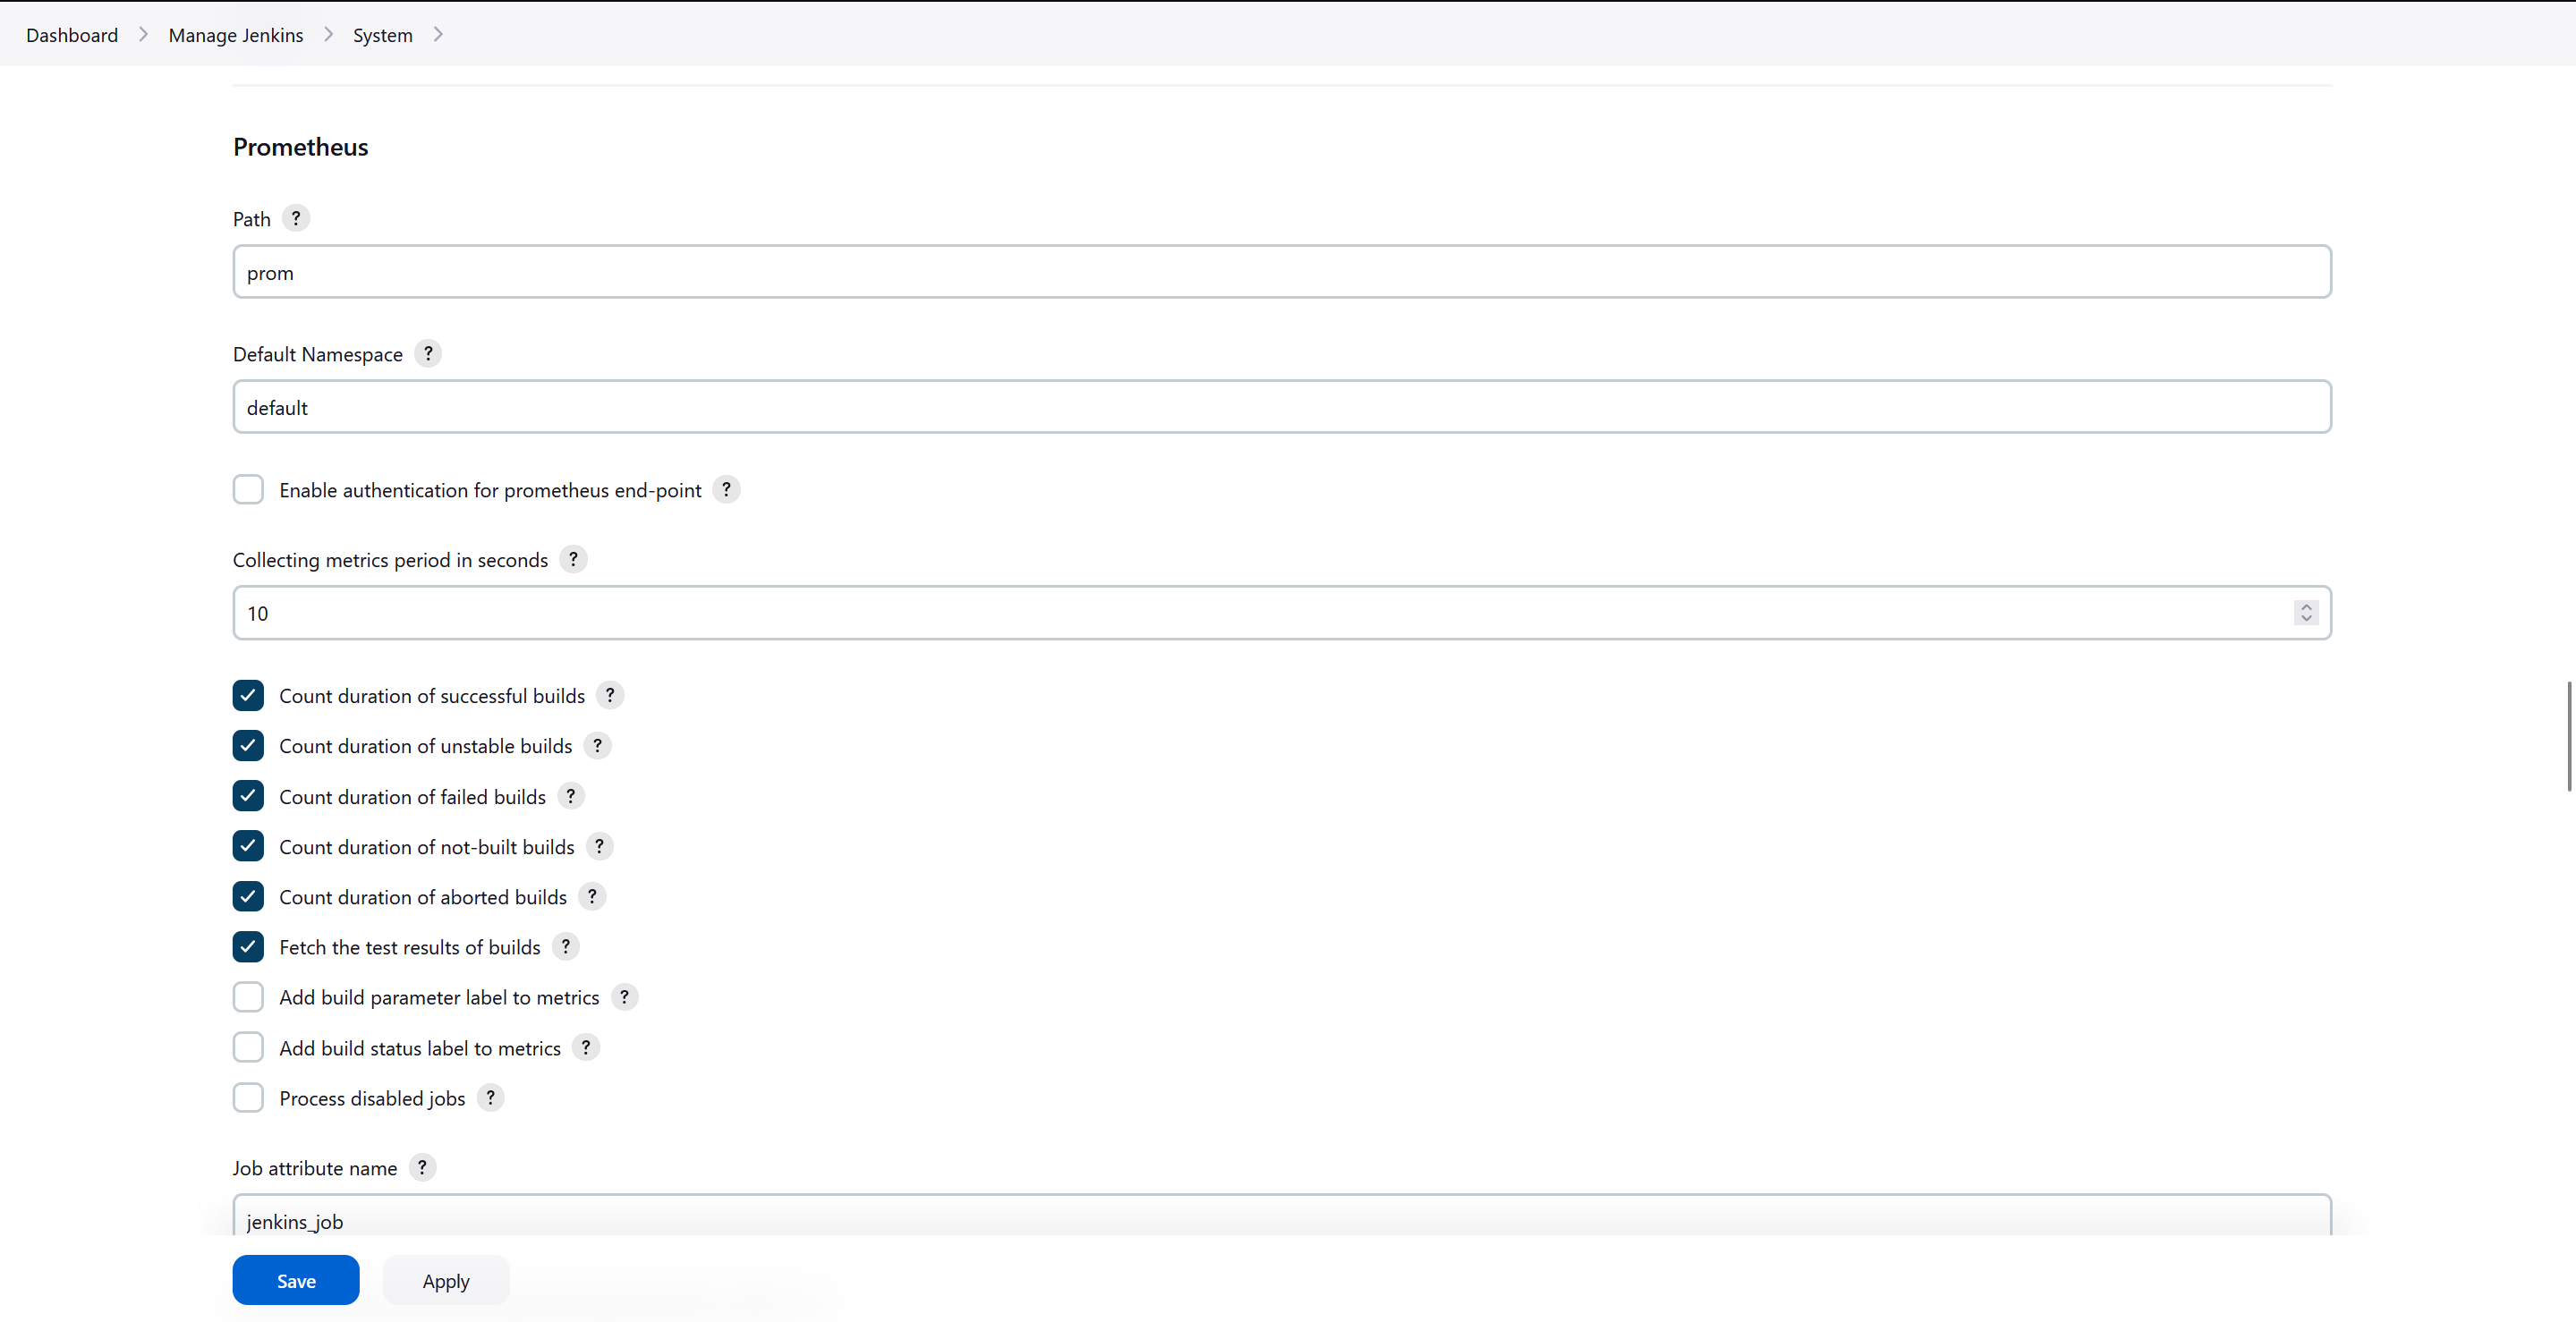 Dashboard > Manage Jenkins > System >
Prometheus
Path ?
prom
Default Namespace ?
default
Enable authentication for prometheus end-point ?
Collecting metrics period in seconds ?
10
Count duration of successful builds ?
Count duration of unstable builds ?
Count duration of failed builds ?
Count duration of not-built builds ?
Count duration of aborted builds ?
Fetch the test results of builds ?
Add build parameter label to metrics ?
Add build status label to metrics ?
Process disabled jobs ?
Job attribute name ?
jenkins_job
Save Apply